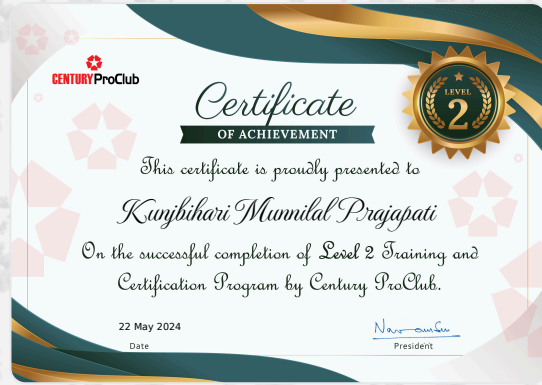 CENTURY ProClub
Certificate
OF ACHIEVEMENT
LEVEL
2
This certificate is proudly presented to
Kunjbihari Munnilal Prajapati
On the successful completion of Level 2 Training and
Certification Program by Century ProClub.
22 May 2024
Date
President